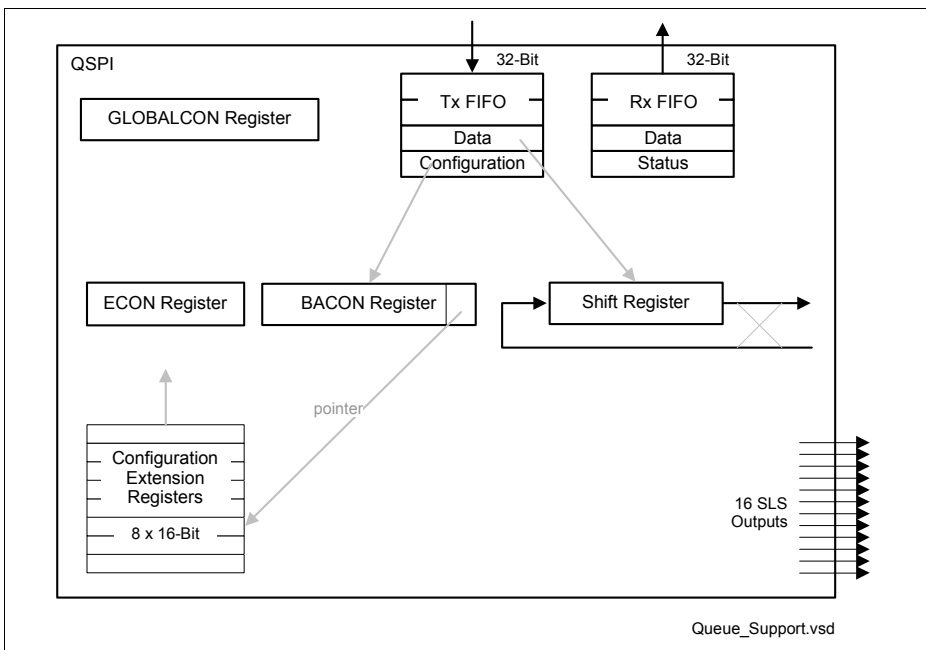 QSPI
32-Bit
32-Bit
Tx FIFO
Rx FIFO
GLOBALCON Register
Data
Data
Configuration
Status
ECON Register
BACON Register
Shift Register
pointer
Configuration
Extension
Registers
8 x 16-Bit
16 SLS
Outputs
Queue_Support.vsd